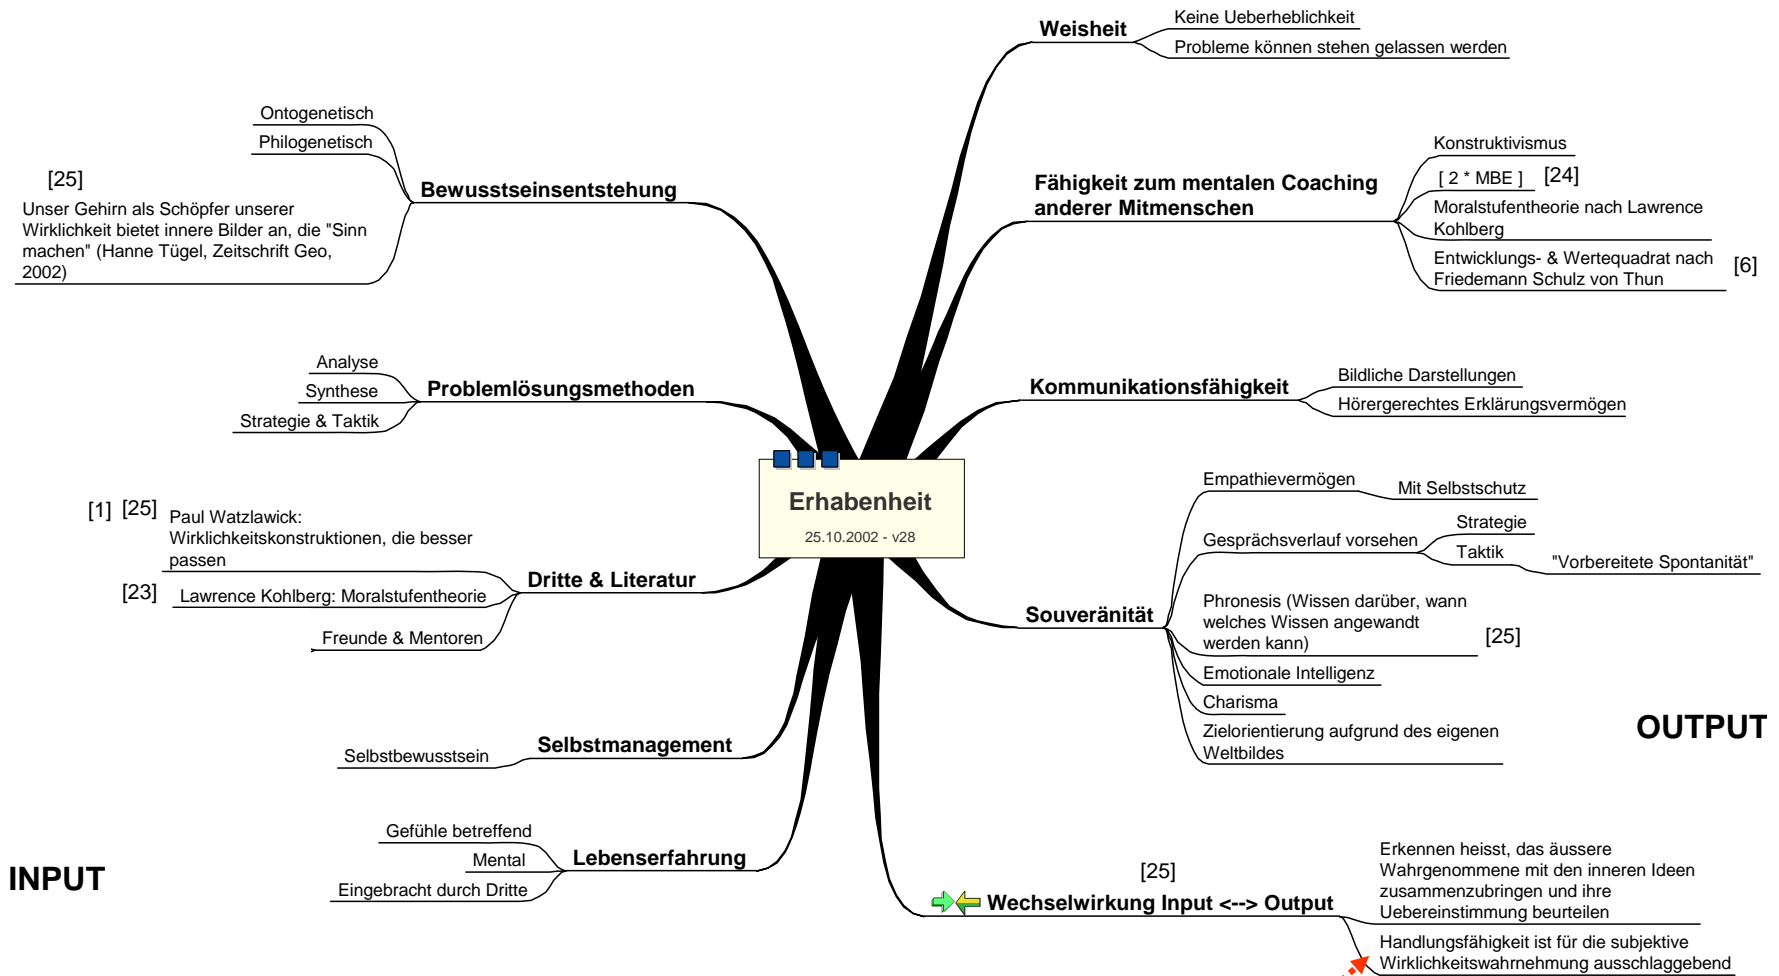 Weisheit
Keine Ueberheblichkeit
Probleme können stehen gelassen werden
Ontogenetisch
Philogenetisch
[25]
Unser Gehirn als Schöpfer unserer
Wirklichkeit bietet innere Bilder an, die "Sinn
machen" (Hanne Tügel, Zeitschrift Geo,
2002)
Bewusstseinsentstehung
Fähigkeit zum mentalen Coaching
anderer Mitmenschen
Konstruktivismus
[ 2 * MBE ] [24]
Moralstufentheorie nach Lawrence
Kohlberg
Entwicklungs- & Wertequadrat nach
Friedemann Schulz von Thun
[6]
Analyse
Synthese
Strategie & Taktik
Problemlösungsmethoden
Kommunikationsfähigkeit
Bildliche Darstellungen
Hörergerechtes Erklärungsvermögen
Erhabenheit
25.10.2002 - v28
[1] [25]
Paul Watzlawick:
Wirklichkeitskonstruktionen, die besser
passen
[23]
Lawrence Kohlberg: Moralstufentheorie
Freunde & Mentoren
Dritte & Literatur
Souveränität
Empathievermögen
Mit Selbstschutz
Gesprächsverlauf vorsehen
Strategie
Taktik
"Vorbereitete Spontanität"
Phronesis (Wissen darüber, wann
welches Wissen angewandt
werden kann)
[25]
Emotionale Intelligenz
Charisma
Zielorientierung aufgrund des eigenen
Weltbildes
OUTPUT
Selbstbewusstsein
Selbstmanagement
Gefühle betreffend
Mental
Eingebracht durch Dritte
Lebenserfahrung
INPUT
[25]
Wechselwirkung Input <--> Output
Erkennen heisst, das äussere
Wahrgenommene mit den inneren Ideen
zusammenzubringen und ihre
Uebereinstimmung beurteilen
Handlungsfähigkeit ist für die subjektive
Wirklichkeitswahrnehmung ausschlaggebend